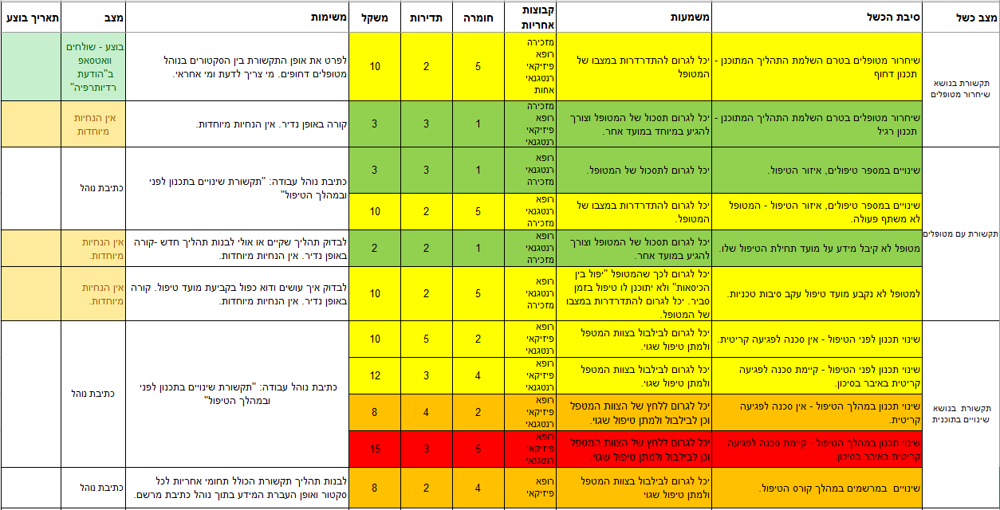 מצב כשל
סיבת הכשל
משמעות
קבוצות
אחריות
חומרה
תדירות
משקל
משימות
מצב
תאריך בוצע
תקשורת בנושא
שיחרור מטופלים
שיחרור מטופלים בטרם השלמת התהליך המתוכנן -
תכנון דחוף
יכל לגרום להתדרדרות במצבו של
המטופל
מזכירה
רופא
פיזיקאי
רנטגנאי
אחות
5
2
10
לפרט את אופן התקשורת בין הסקטורים בנוהל
מטופלים דחופים. מי צריך לדעת ומי אחראי.
בוצע - שולחים
וואטסאפ
ב"הודעת
רדיותרפיה"
שיחרור מטופלים בטרם השלמת התהליך המתוכנן -
תכנון רגיל
יכל לגרום תסכול של המטופל וצורך
להגיע במיוחד במועד אחר.
מזכירה
רופא
פיזיקאי
רנטגנאי
1
3
3
קורה באופן נדיר. אין הנחיות מיוחדות.
אין הנחיות
מיוחדות
תקשורת עם מטופלים
שינויים במספר טיפולים, איזור הטיפול.
יכל לגרום לתסכול של המטופל.
רופא
רנטגנאי
מזכירה
1
3
3
כתיבת נוהל עבודה: "תקשורת שינויים בתכנון לפני
ובמהלך הטיפול"
כתיבת נוהל
שינויים במספר טיפולים, איזור הטיפול - המטופל
לא משתף פעולה.
יכל לגרום להתדרדרות במצבו של
המטופל.
רופא
רנטגנאי
מזכירה
5
2
10
מטופל לא קיבל מידע על מועד תחילת הטיפול שלו.
יכל לגרום תסכול של המטופל וצורך
להגיע במועד אחר.
רופא
רנטגנאי
מזכירה
1
2
2
לבדוק תהליך שקיים או אולי לבנות תהליך חדש -קורה
באופן נדיר. אין הנחיות מיוחדות.
אין הנחיות
מיוחדות.
למטופל לא נקבע מועד טיפול עקב סיבות טכניות.
יכל לגרום לכך שהמטופל "יפול בין
הכיסאות" ולא יתוכנן לו טיפול בזמן
סביר. יכל לגרום להתדרדרות במצבו
של המטופל.
רופא
רנטגנאי
מזכירה
5
2
10
לבדוק איך עושים ודוא כפול בקביעת מועד טיפול. קורה
באופן נדיר. אין הנחיות מיוחדות.
אין הנחיות
מיוחדות.
תקשורת בנושא
שינויים בתוכנית
שינוי תכנון לפני הטיפול - אין סכנה לפגיעה קריטית.
יכל לגרום לבילבול בצוות המטפל
ולמתן טיפול שגוי.
רופא
פיזיקאי
רנטגנאי
2
5
10
כתיבת נוהל עבודה: "תקשורת שינויים בתכנון לפני
ובמהלך הטיפול"
כתיבת נוהל
שינוי תכנון לפני הטיפול - קיימת סכנה לפגיעה
קריטית באיבר בסיכון.
יכל לגרום לבילבול בצוות המטפל
ולמתן טיפול שגוי.
רופא
פיזיקאי
רנטגנאי
4
3
12
שינוי תכנון במהלך הטיפול - אין סכנה לפגיעה
קריטית.
יכל לגרום ללחץ של הצוות המטפל
וכן לבילבול ולמתן טיפול שגוי.
רופא
פיזיקאי
רנטגנאי
2
4
8
שינוי תכנון במהלך הטיפול - קיימת סכנה לפגיעה
קריטית באיבר בסיכון.
יכל לגרום ללחץ של הצוות המטפל
וכן לבילבול ולמתן טיפול שגוי.
רופא
פיזיקאי
רנטגנאי
5
3
15
שינויים במרשמים במהלך קורס הטיפול.
יכל לגרום לבילבול בצוות המטפל
ולמתן טיפול שגוי
רופא
פיזיקאי
4
2
8
לבנות תהליך תקשורת הכולל תחומי אחריות לכל
סקטור ואופן העברת המידע בתוך נוהל כתיבת מרשם.
כתיבת נוהל